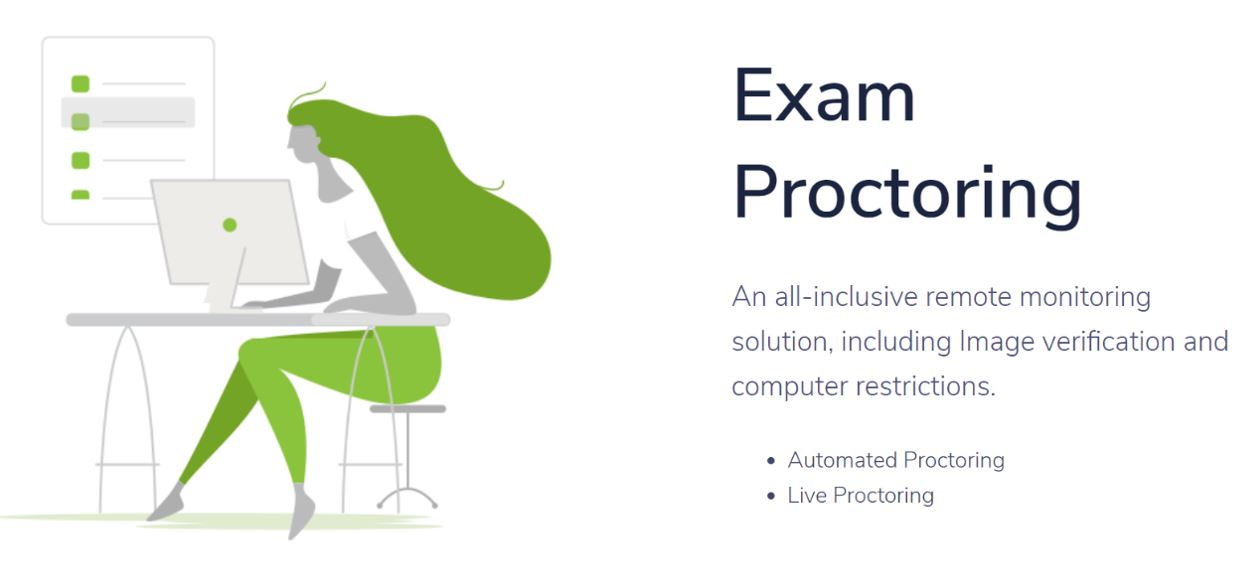 Exam
Proctoring
An all-inclusive remote monitoring
solution, including Image verification and
computer restrictions.
• Automated Proctoring
• Live Proctoring